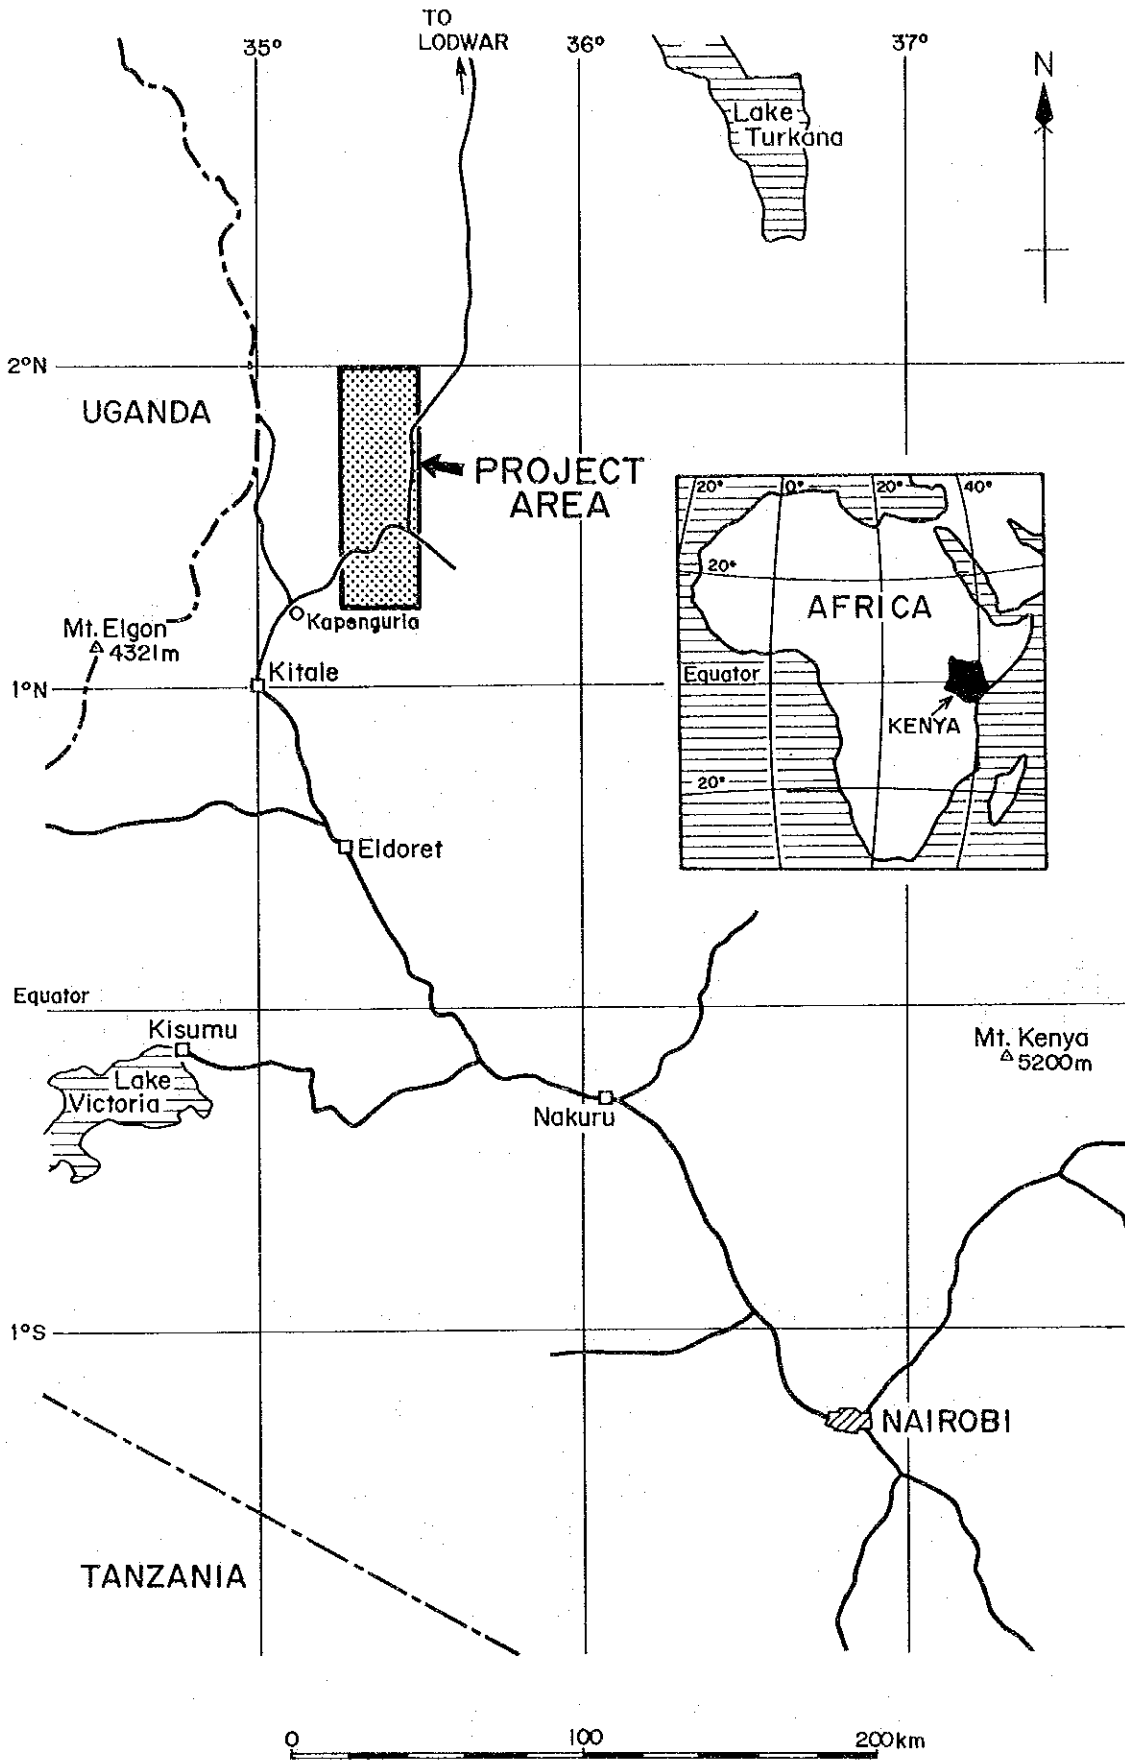 TO
LODWAR
35°
36°
37°
N
Lake
Turkana
2°N
UGANDA
PROJECT
AREA
20°
0°
20°
40°
20°
AFRICA
Kapenguria
Mt. Elgon
4321m
Kitale
1°N
Equator
KENYA
20°
Eldoret
Equator
Kisumu
Mt. Kenya
5200m
Lake
Victoria
Nakuru
1°S
NAIROBI
TANZANIA
0
100
200km